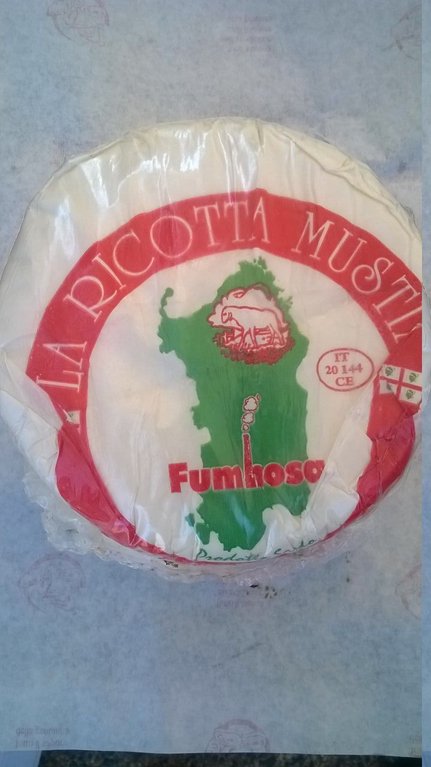 LA RICOTTA MUSTIA
IT
20 144
CE
Fumhosa